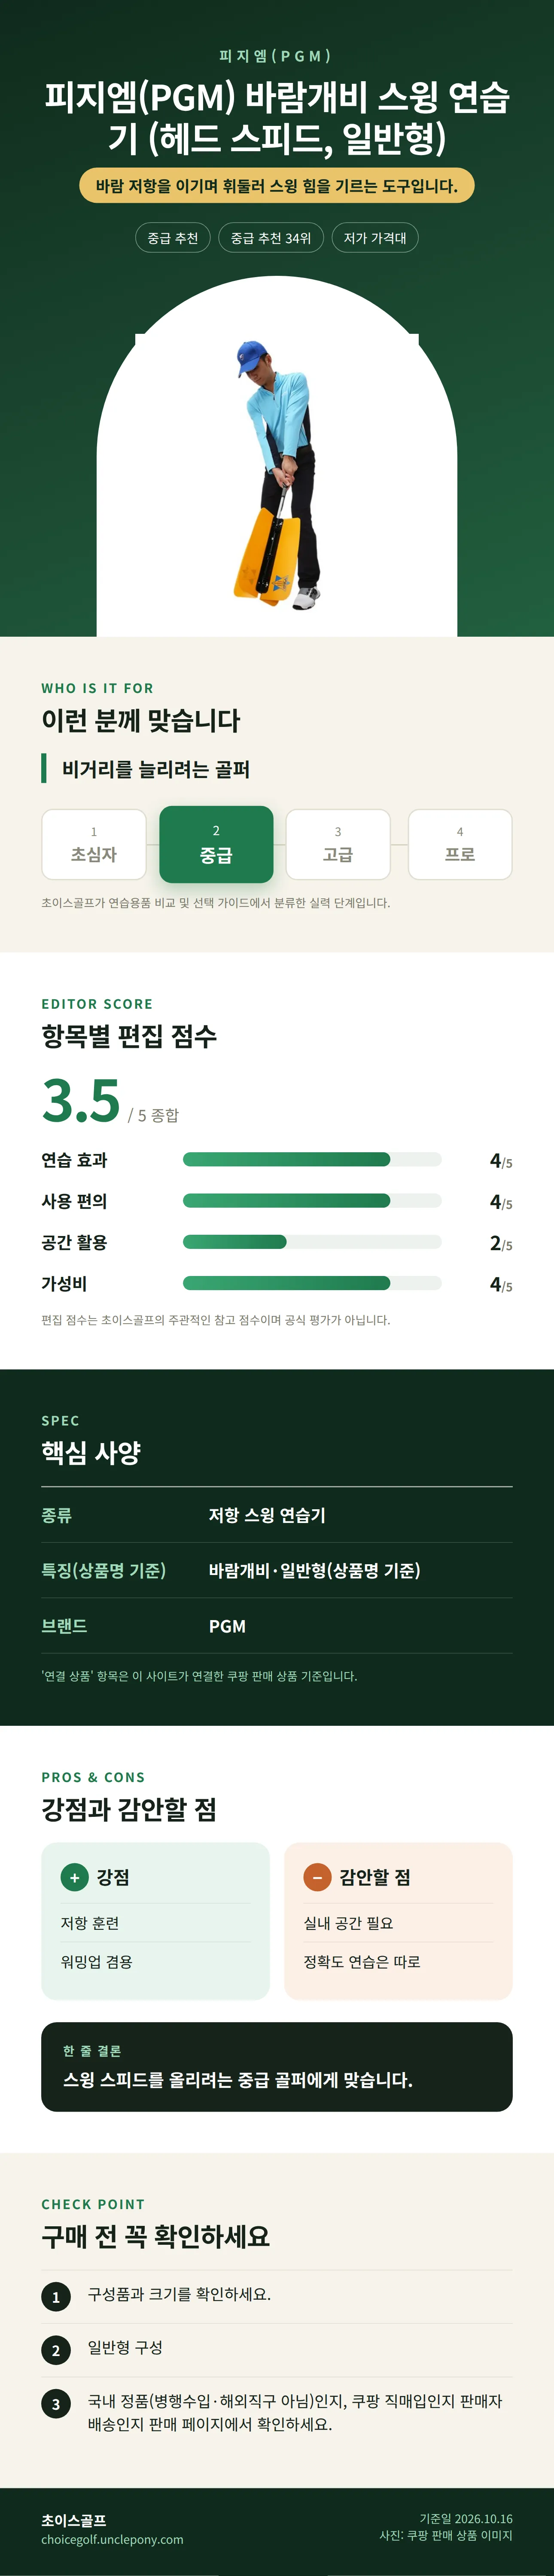 피지엠(PGM)
피지엠(PGM) 바람개비 스윙 연습
기 (헤드 스피드, 일반형)
바람 저항을 이기며 휘둘러 스윙 힘을 기르는 도구입니다.
중급 추천
중급 추천 34위
저가 가격대
WHO IS IT FOR
이런 분께 맞습니다
비거리를 늘리려는 골퍼
1
초심자
2
중급
3
고급
4
프로
초이스골프가 연습용품 비교 및 선택 가이드에서 분류한 실력 단계입니다.
EDITOR SCORE
항목별 편집 점수
3.5 / 5 종합
연습 효과 4/5
사용 편의 4/5
공간 활용 2/5
가성비 4/5
편집 점수는 초이스골프의 주관적인 참고 점수이며 공식 평가가 아닙니다.
SPEC
핵심 사양
종류 저항 스윙 연습기
특징(상품명 기준) 바람개비·일반형(상품명 기준)
브랜드 PGM
'연결 상품' 항목은 이 사이트가 연결한 쿠팡 판매 상품 기준입니다.
PROS & CONS
강점과 감안할 점
+ 강점
저항 훈련
워밍업 겸용
− 감안할 점
실내 공간 필요
정확도 연습은 따로
한 줄 결론
스윙 스피드를 올리려는 중급 골퍼에게 맞습니다.
CHECK POINT
구매 전 꼭 확인하세요
1 구성품과 크기를 확인하세요.
2 일반형 구성
3 국내 정품(병행수입·해외직구 아님)인지, 쿠팡 직매입인지 판매자
배송인지 판매 페이지에서 확인하세요.
초이스골프
choicegolf.unclepony.com
기준일 2026.10.16
사진: 쿠팡 판매 상품 이미지